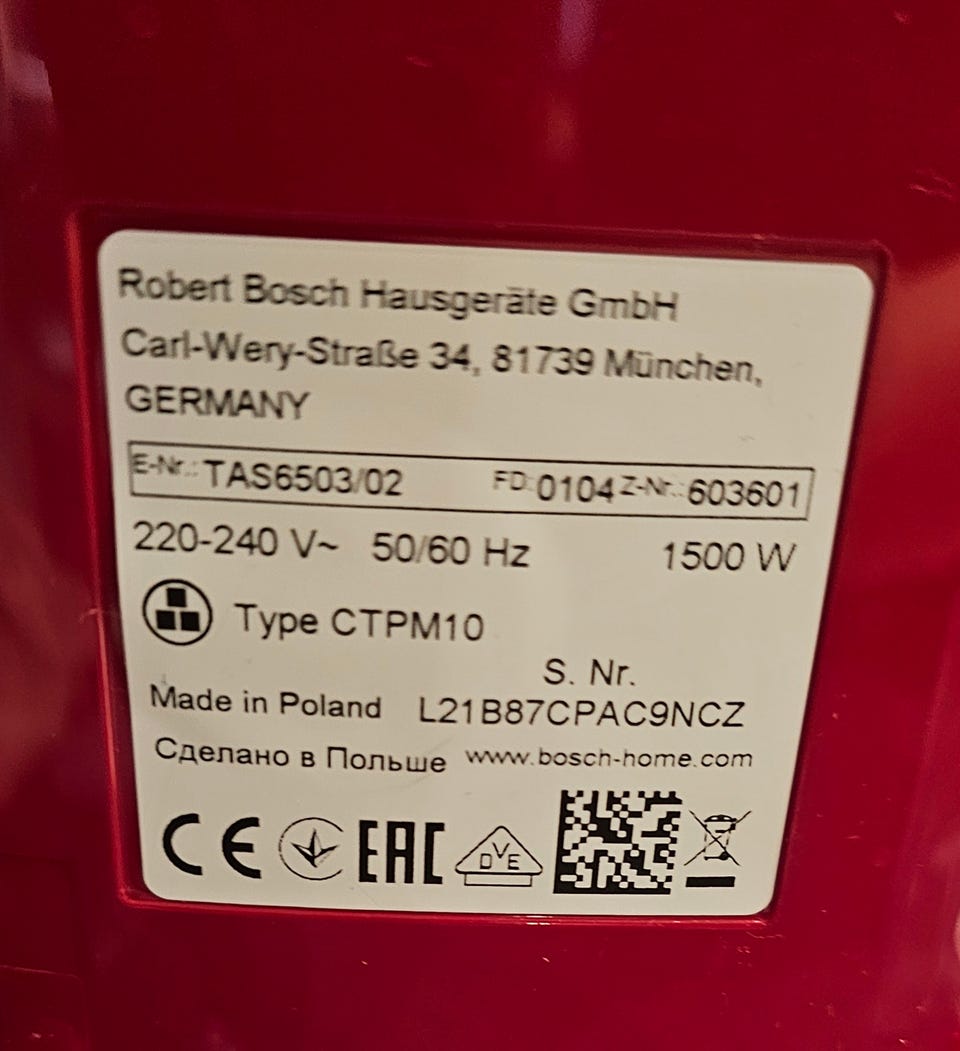 Robert Bosch Hausgeräte GmbH
Carl-Wery-Straße 34, 81739 München,
GERMANY
E-Nr.: TAS6503/02 FD: 0104 Z-Nr.: 603601
220-240 V~ 50/60 Hz 1500 W
Type CTPM10
S. Nr.
Made in Poland L21B87CPAC9NCZ
Сделано в Польше www.bosch-home.com
CE EAC DVE